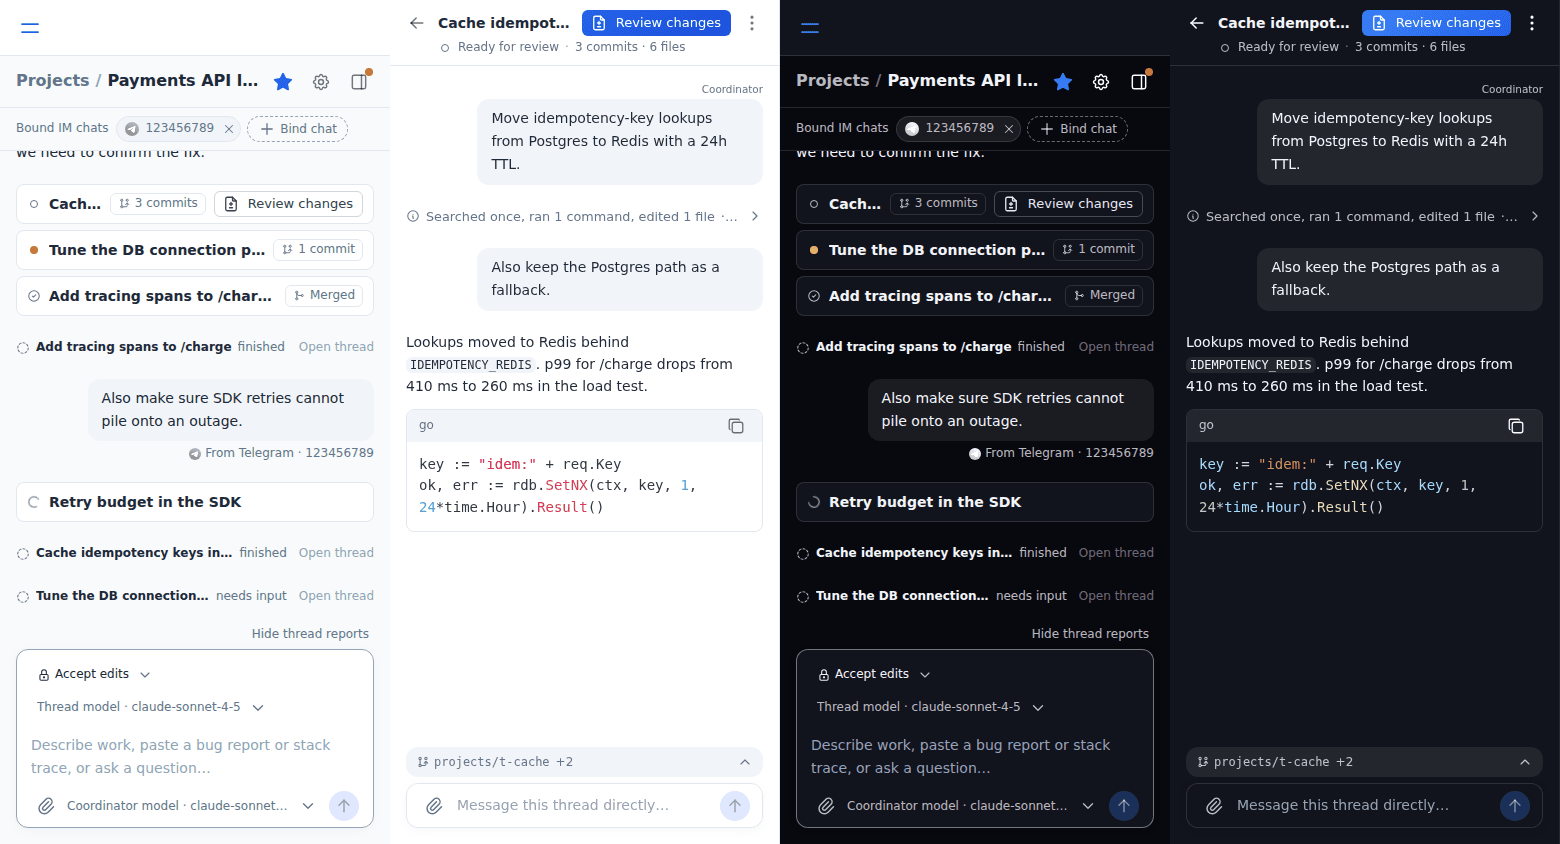 Projects / Payments API l...
Bound IM chats 123456789 Bind chat
we need to confirm the fix.
Cach... 3 commits Review changes
Tune the DB connection p... 1 commit
Add tracing spans to /char... Merged
Add tracing spans to /charge finished Open thread
Also make sure SDK retries cannot
pile onto an outage.
From Telegram · 123456789
Retry budget in the SDK
Cache idempotency keys in... finished Open thread
Tune the DB connection... needs input Open thread
Hide thread reports
Accept edits
Thread model · claude-sonnet-4-5
Describe work, paste a bug report or stack
trace, or ask a question...
Coordinator model · claude-sonnet...
Cache idempot... Review changes
Ready for review · 3 commits · 6 files
Coordinator
Move idempotency-key lookups
from Postgres to Redis with a 24h
TTL.
Searched once, ran 1 command, edited 1 file ·...
Also keep the Postgres path as a
fallback.
Lookups moved to Redis behind
IDEMPOTENCY_REDIS. p99 for /charge drops from
410 ms to 260 ms in the load test.
go
key := "idem:" + req.Key
ok, err := rdb.SetNX(ctx, key, 1,
24*time.Hour).Result()
projects/t-cache +2
Message this thread directly...
Projects / Payments API l...
Bound IM chats 123456789 Bind chat
we need to confirm the fix.
Cach... 3 commits Review changes
Tune the DB connection p... 1 commit
Add tracing spans to /char... Merged
Add tracing spans to /charge finished Open thread
Also make sure SDK retries cannot
pile onto an outage.
From Telegram · 123456789
Retry budget in the SDK
Cache idempotency keys in... finished Open thread
Tune the DB connection... needs input Open thread
Hide thread reports
Accept edits
Thread model · claude-sonnet-4-5
Describe work, paste a bug report or stack
trace, or ask a question...
Coordinator model · claude-sonnet...
Cache idempot... Review changes
Ready for review · 3 commits · 6 files
Coordinator
Move idempotency-key lookups
from Postgres to Redis with a 24h
TTL.
Searched once, ran 1 command, edited 1 file ·...
Also keep the Postgres path as a
fallback.
Lookups moved to Redis behind
IDEMPOTENCY_REDIS. p99 for /charge drops from
410 ms to 260 ms in the load test.
go
key := "idem:" + req.Key
ok, err := rdb.SetNX(ctx, key, 1,
24*time.Hour).Result()
projects/t-cache +2
Message this thread directly...